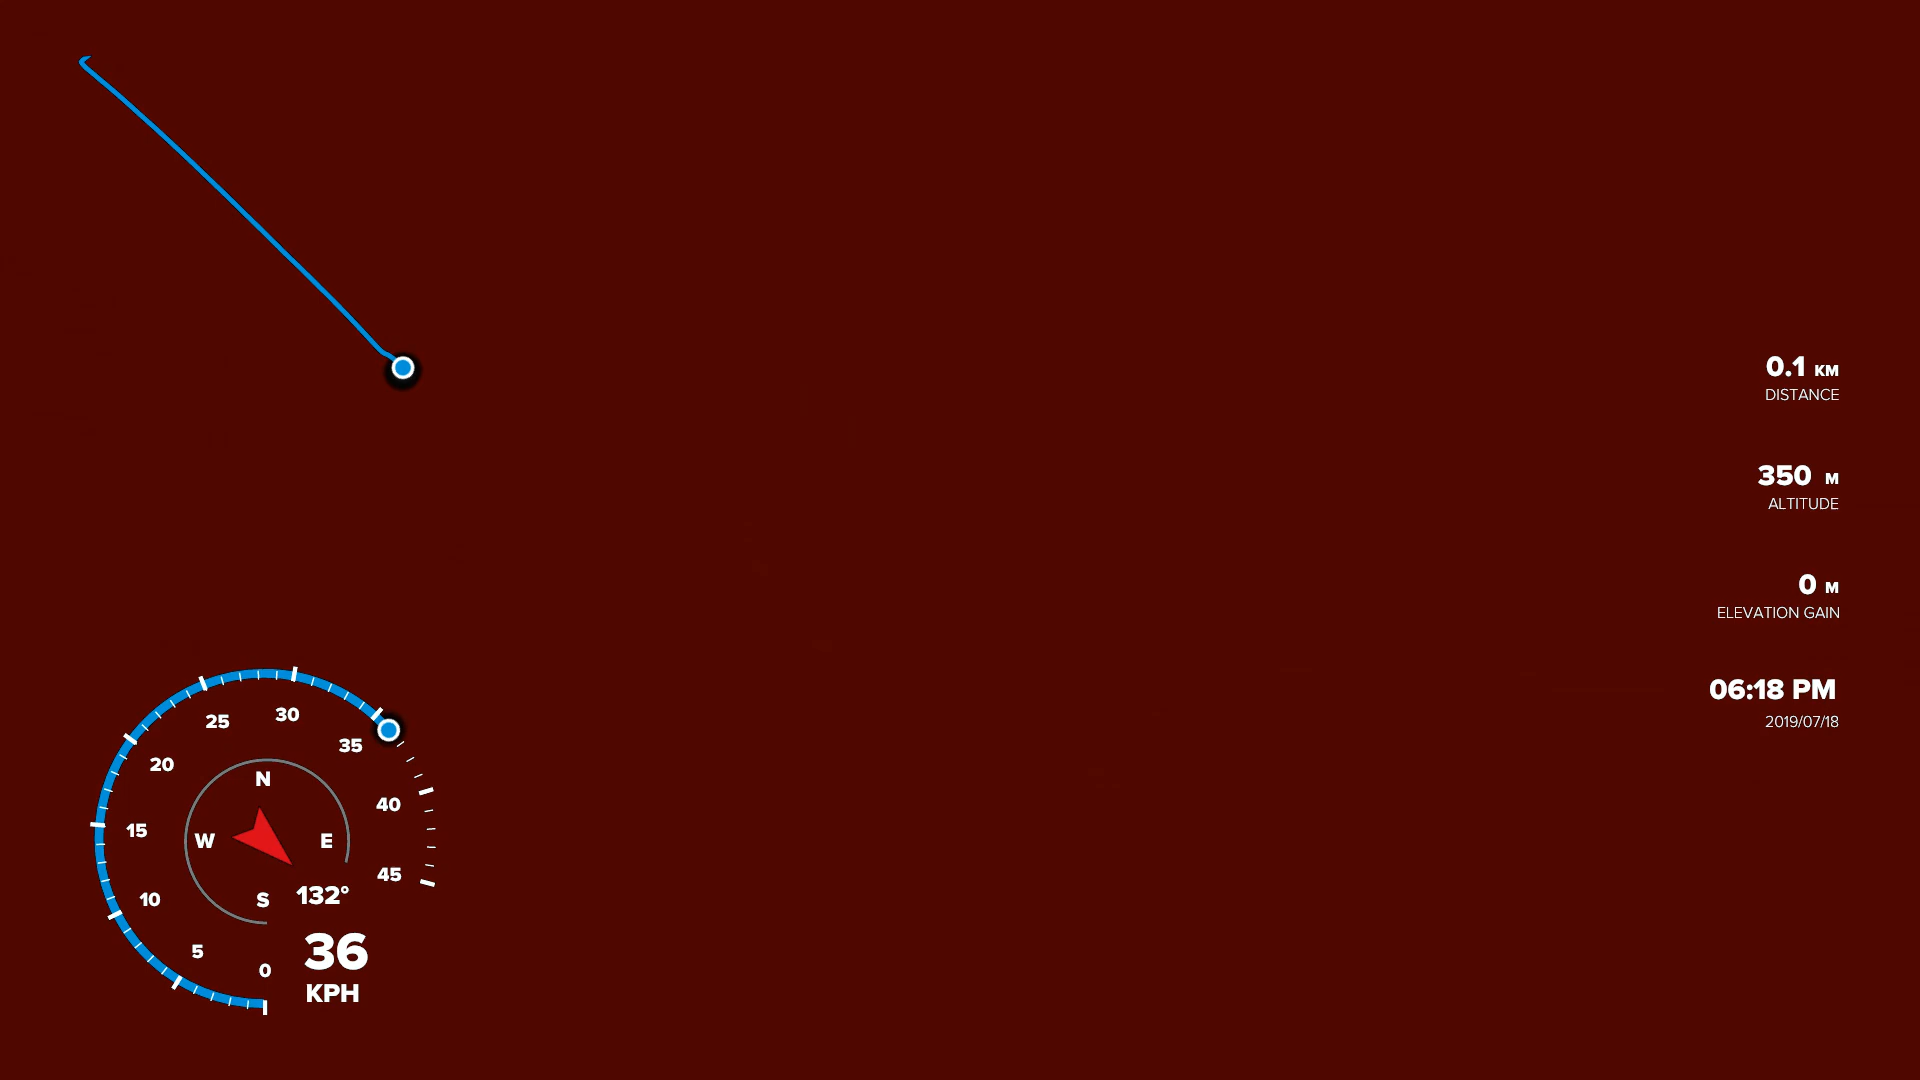 0.1 KM
DISTANCE
350 M
ALTITUDE
0 M
ELEVATION GAIN
06:18 PM
2019/07/18
25
30
35
20
40
15
45
10
5
0
N
W
E
S
132°
36
KPH